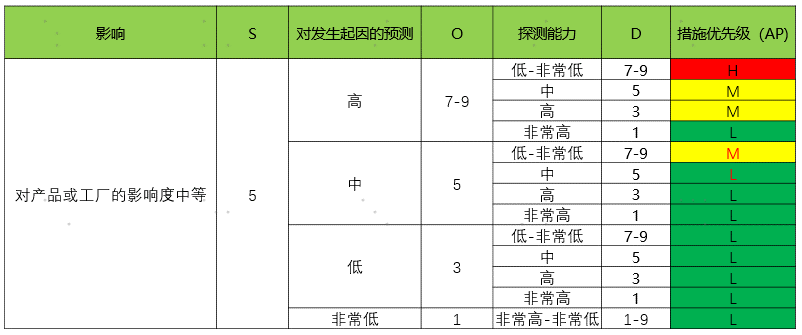 影响 S 对发生起因的预测 O 探测能力 D 措施优先级（AP)
对产品或工厂的影响度中等 5 高 7-9 低-非常低 7-9 H
中 5 M
高 3 M
非常高 1 L
中 5 低-非常低 7-9 M
中 5 L
高 3 L
非常高 1 L
低 3 低-非常低 7-9 L
中 5 L
高 3 L
非常高 1 L
非常低 1 非常高-非常低 1-9 L